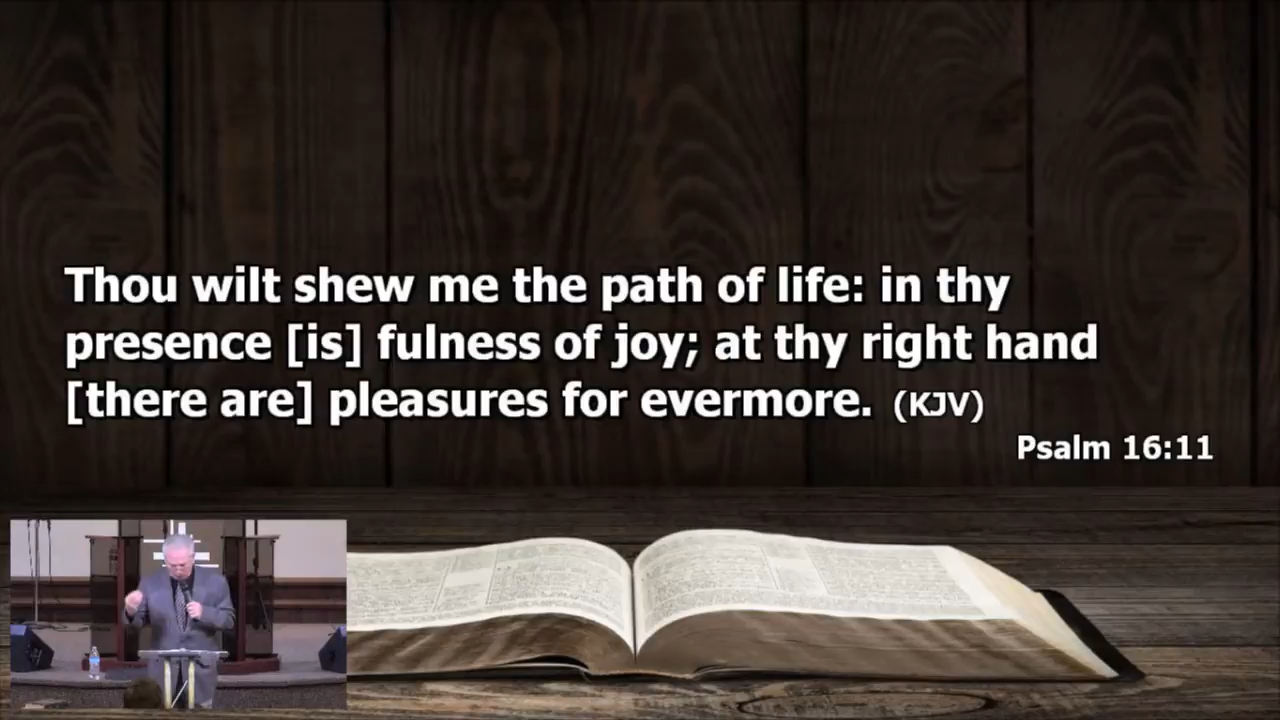 Thou wilt shew me the path of life: in thy
presence [is] fulness of joy; at thy right hand
[there are] pleasures for evermore. (KJV)
Psalm 16:11